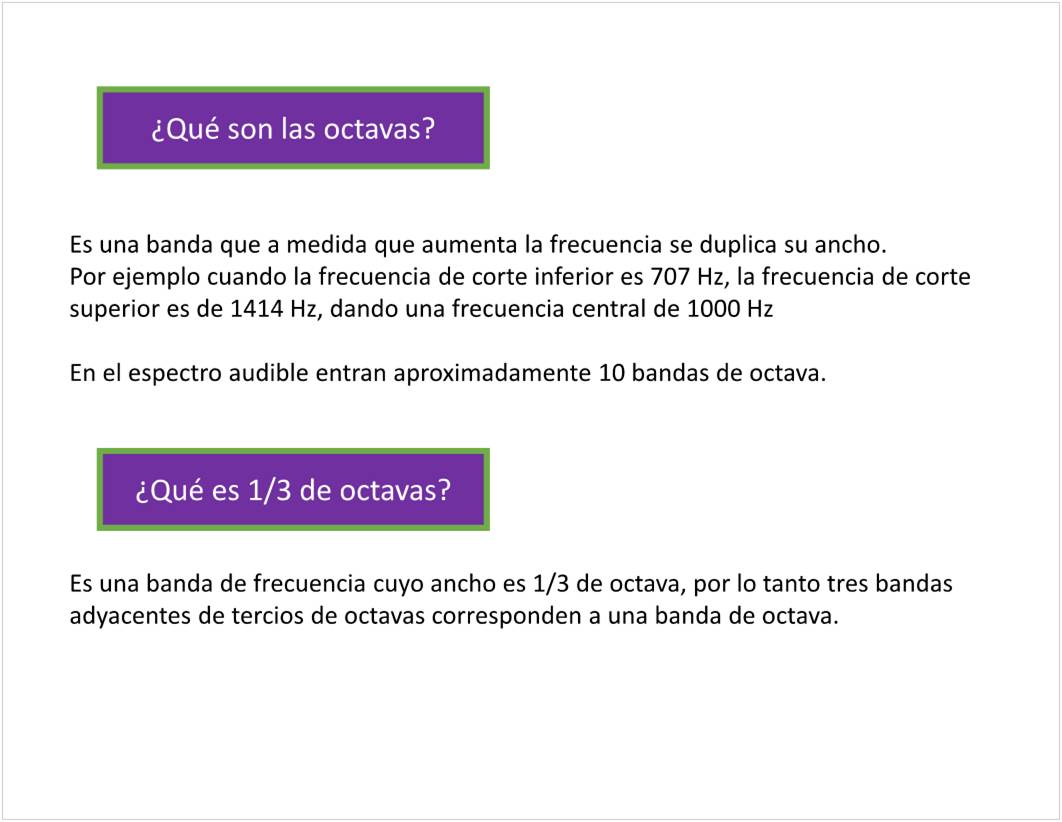 ¿Qué son las octavas?
Es una banda que a medida que aumenta la frecuencia se duplica su ancho.
Por ejemplo cuando la frecuencia de corte inferior es 707 Hz, la frecuencia de corte
superior es de 1414 Hz, dando una frecuencia central de 1000 Hz
En el espectro audible entran aproximadamente 10 bandas de octava.
¿Qué es 1/3 de octavas?
Es una banda de frecuencia cuyo ancho es 1/3 de octava, por lo tanto tres bandas
adyacentes de tercios de octavas corresponden a una banda de octava.